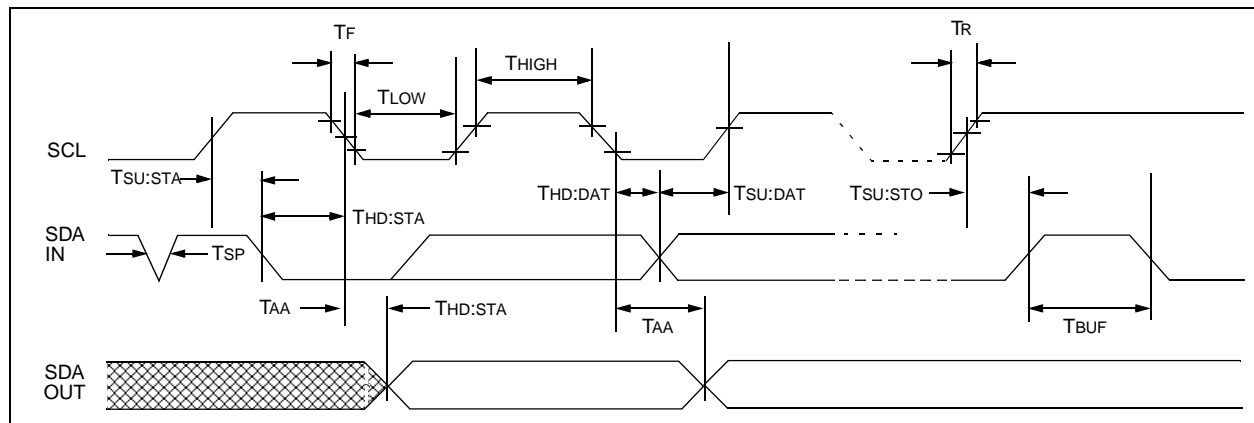 TF
TR
THIGH
TLOW
SCL
TSU:STA
THD:DAT
TSU:DAT
TSU:STO
THD:STA
SDA
IN
TSP
TAA
THD:STA
TAA
TBUF
SDA
OUT